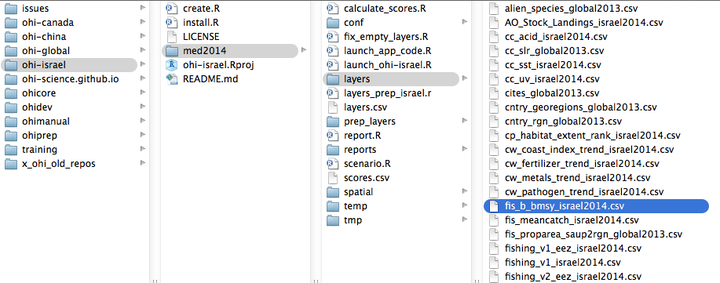 issues
ohi-canada
ohi-china
ohi-global
ohi-israel
ohi-science.github.io
ohicore
ohidev
ohimanual
ohiprep
training
x_ohi_old_repos
create.R
install.R
LICENSE
med2014
ohi-israel.Rproj
README.md
calculate_scores.R
conf
fix_empty_layers.R
launch_app_code.R
launch_ohi-israel.R
layers
layers_prep_israel.r
layers.csv
prep_layers
report.R
reports
scenario.R
scores.csv
spatial
temp
tmp
alien_species_global2013.csv
AO_Stock_Landings_israel2014.csv
cc_acid_israel2014.csv
cc_slr_global2013.csv
cc_sst_israel2014.csv
cc_uv_israel2014.csv
cites_global2013.csv
cntry_georegions_global2013.csv
cntry_rgn_global2013.csv
cp_habitat_extent_rank_israel2014.csv
cw_coast_index_trend_israel2014.csv
cw_fertilizer_trend_israel2014.csv
cw_metals_trend_israel2014.csv
cw_pathogen_trend_israel2014.csv
fis_b_bmsy_israel2014.csv
fis_meancatch_israel2014.csv
fis_proparea_saup2rgn_global2013.csv
fishing_v1_eez_israel2014.csv
fishing_v1_israel2014.csv
fishing_v2_eez_israel2014.csv